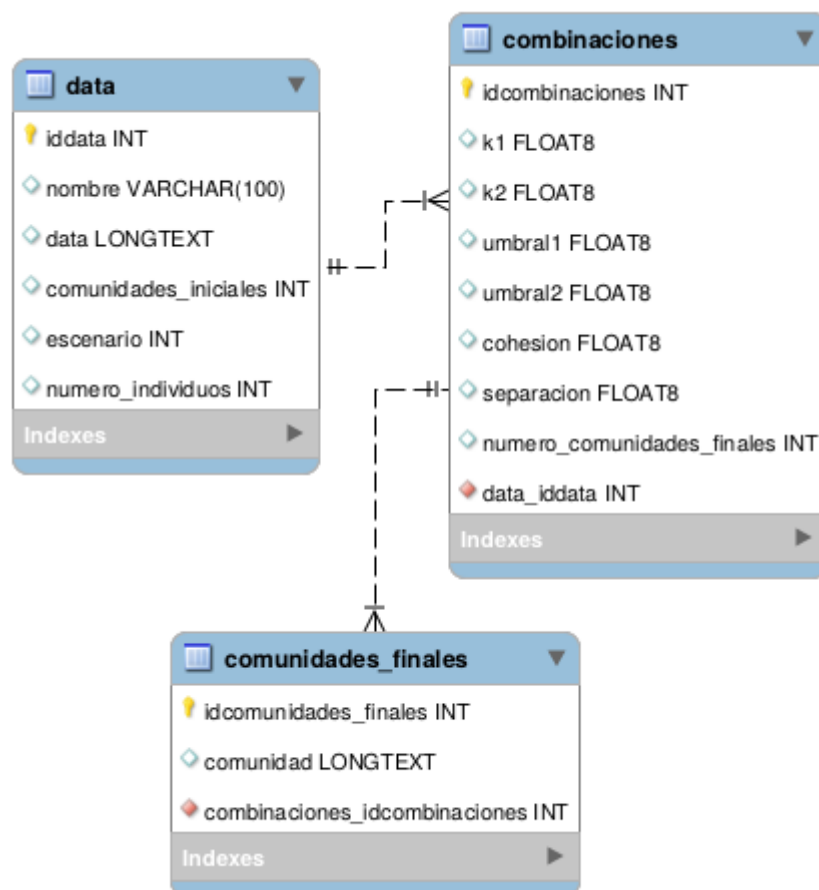 data
iddata INT
nombre VARCHAR(100)
data LONGTEXT
comunidades_iniciales INT
escenario INT
numero_individuos INT
Indexes
combinaciones
idcombinaciones INT
k1 FLOAT8
k2 FLOAT8
umbral1 FLOAT8
umbral2 FLOAT8
cohesion FLOAT8
separacion FLOAT8
numero_comunidades_finales INT
data_iddata INT
Indexes
comunidades_finales
idcomunidades_finales INT
comunidad LONGTEXT
combinaciones_idcombinaciones INT
Indexes